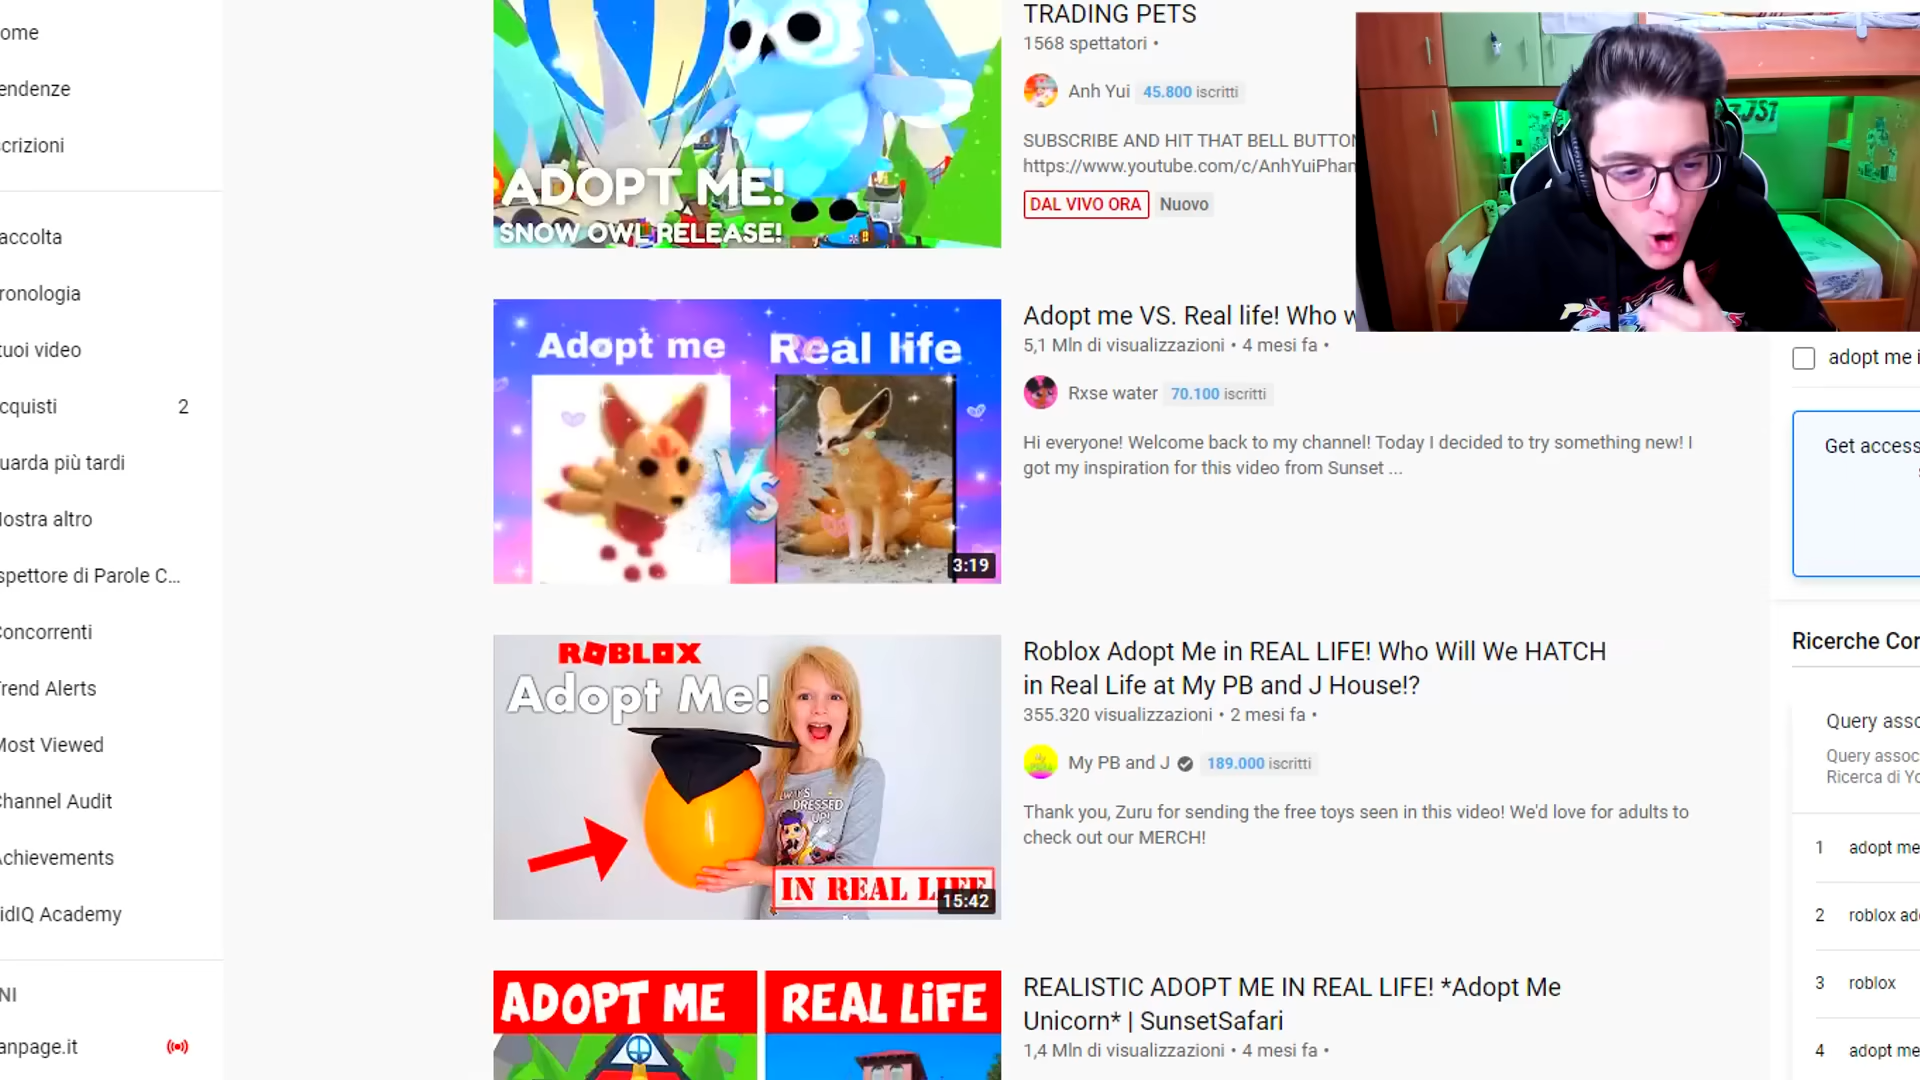 ome
endenze
crizioni
accolta
ronologia
tuoi video
cquisti 2
uarda più tardi
ostra altro
spettore di Parole C...
Concorrenti
Trend Alerts
Most Viewed
Channel Audit
Achievements
idIQ Academy
NI
anpage.it
ADOPT ME!
SNOW OWL RELEASE!
TRADING PETS
1568 spettatori •
Anh Yui 45.800 iscritti
SUBSCRIBE AND HIT THAT BELL BUTTON
https://www.youtube.com/c/AnhYuiPhan
DAL VIVO ORA Nuovo
Adopt me Real life
VS
3:19
Adopt me VS. Real life! Who w
5,1 Mln di visualizzazioni • 4 mesi fa •
Rxse water 70.100 iscritti
Hi everyone! Welcome back to my channel! Today I decided to try something new! I
got my inspiration for this video from Sunset ...
ROBLOX
Adopt Me!
ALWAYS
DRESSED
UP!
IN REAL LIFE
15:42
Roblox Adopt Me in REAL LIFE! Who Will We HATCH
in Real Life at My PB and J House!?
355.320 visualizzazioni • 2 mesi fa •
My PB and J 189.000 iscritti
Thank you, Zuru for sending the free toys seen in this video! We'd love for adults to
check out our MERCH!
ADOPT ME REAL LIFE
REALISTIC ADOPT ME IN REAL LIFE! *Adopt Me
Unicorn* | SunsetSafari
1,4 Mln di visualizzazioni • 4 mesi fa •
adopt me i
Get access
Ricerche Cor
Query asso
Query assoc
Ricerca di Yo
1 adopt me
2 roblox ado
3 roblox
4 adopt me